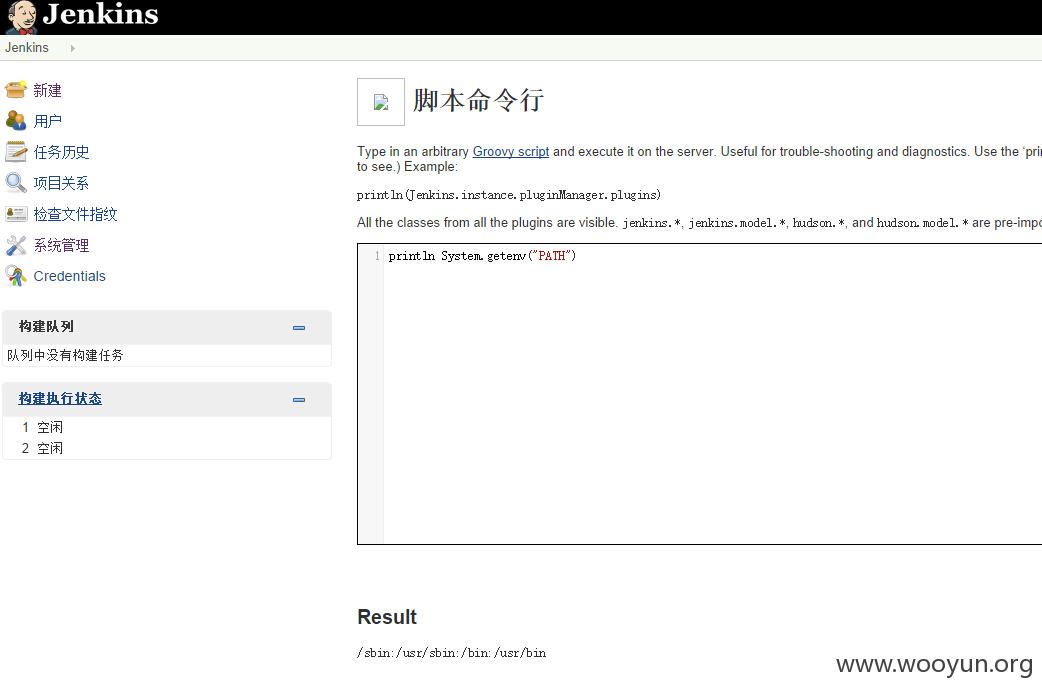 Jenkins
Jenkins
新建
用户
任务历史
项目关系
检查文件指纹
系统管理
Credentials
构建队列
队列中没有构建任务
构建执行状态
1 空闲
2 空闲
脚本命令行
Type in an arbitrary Groovy script and execute it on the server. Useful for trouble-shooting and diagnostics. Use the ‘pri
to see.) Example:
println(Jenkins.instance.pluginManager.plugins)
All the classes from all the plugins are visible. jenkins.*, jenkins.model.*, hudson.*, and hudson.model.* are pre-impo
1 println System.getenv("PATH")
Result
/sbin:/usr/sbin:/bin:/usr/bin
www.wooyun.org